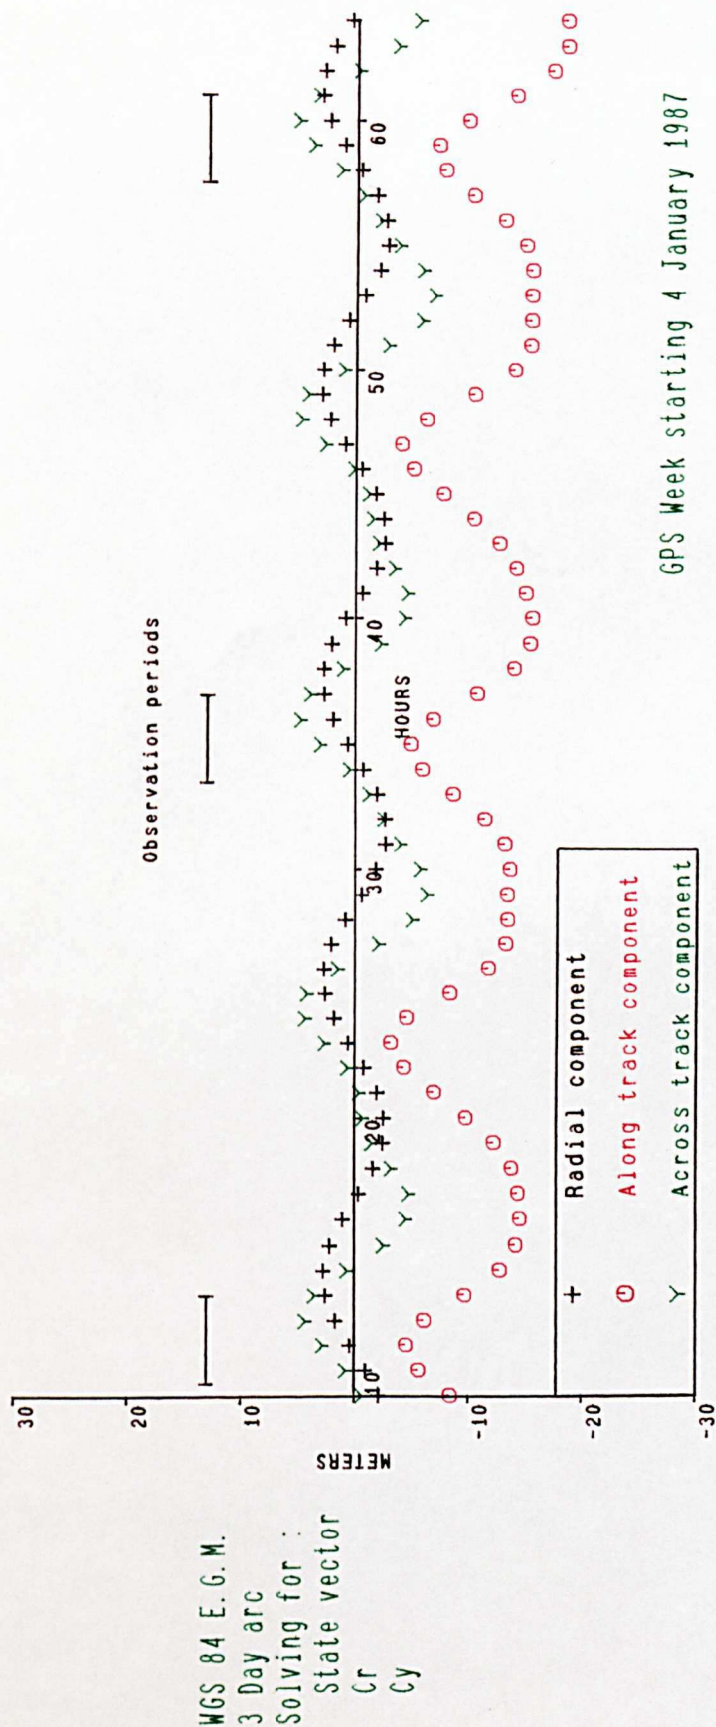 WGS 84 E.G.M.
3 Day arc
Solving for :
State vector
Cr
Cy
METERS
30
20
10
-10
-20
-30
Observation periods
10
20
30
40
50
60
HOURS
Radial component
Along track component
Across track component
GPS Week starting 4 January 1987